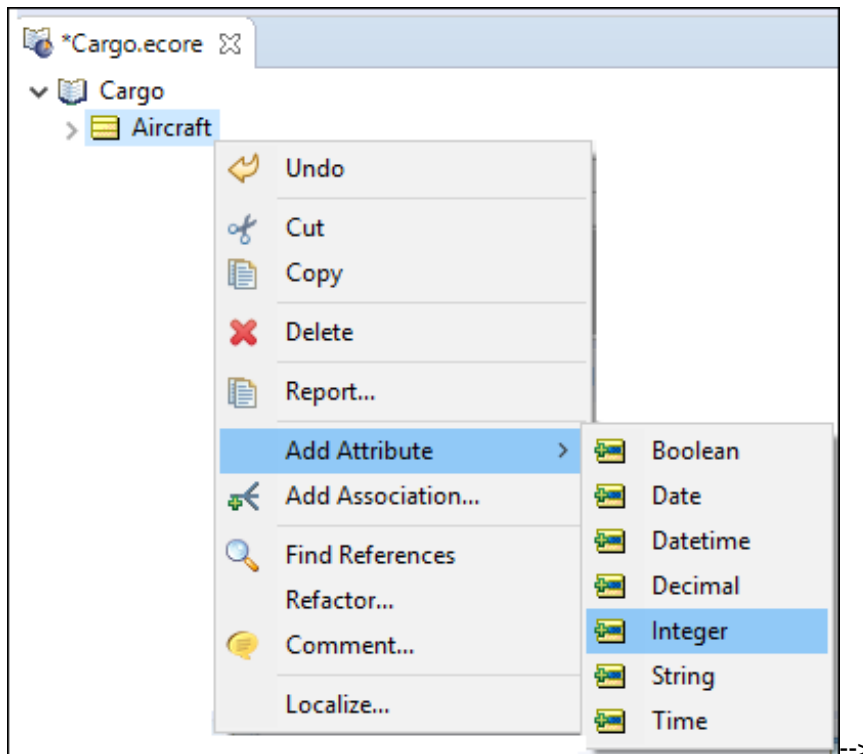 *Cargo.ecore
Cargo
Aircraft
Undo
Cut
Copy
Delete
Report...
Add Attribute
Add Association...
Find References
Refactor...
Comment...
Localize...
Boolean
Date
Datetime
Decimal
Integer
String
Time
-->